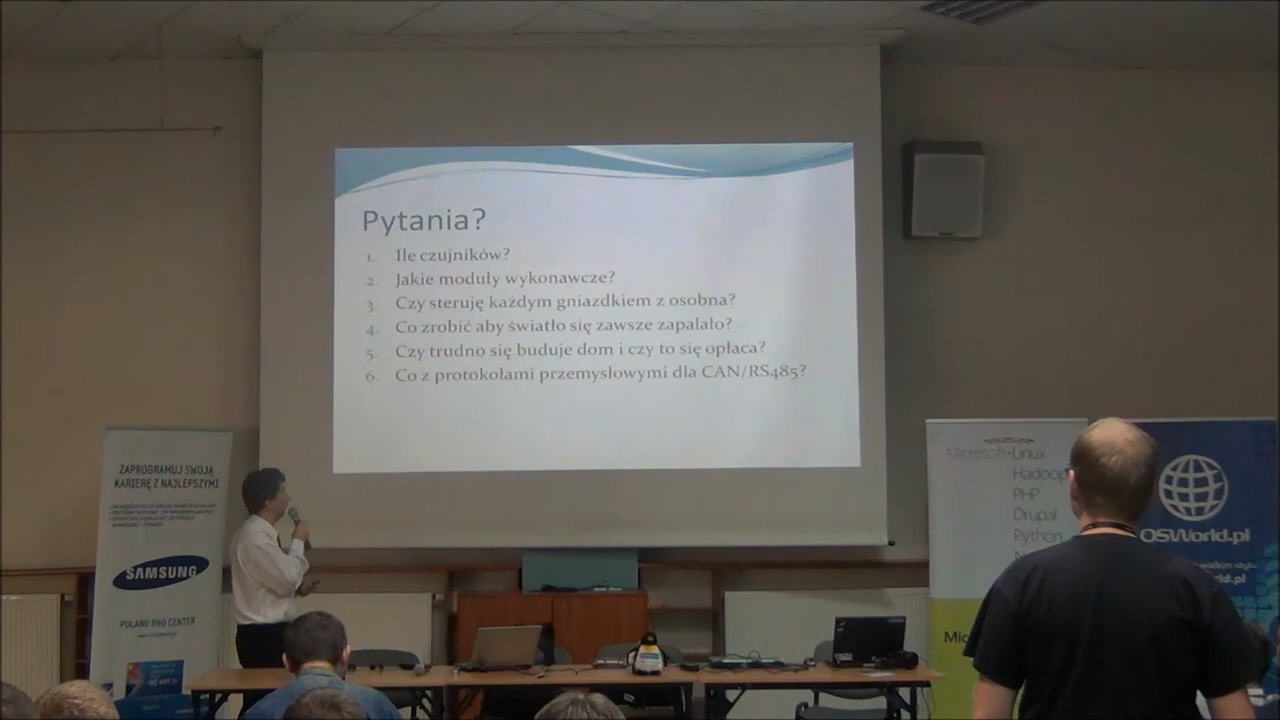 Pytania?
1. Ile czujników?
2. Jakie moduły wykonawcze?
3. Czy steruję każdym gniazdkiem z osobna?
4. Co zrobić aby światło się zawsze zapalało?
5. Czy trudno się buduje dom i czy to się opłaca?
6. Co z protokołami przemysłowymi dla CAN/RS485?
ZAPROGRAMUJ SWOJĄ
KARIERĘ Z NAJLEPSZYMI
SAMSUNG
POLAND R&D CENTER
Microsoft+Linux
Hadoop
PHP
Drupal
Python
OSWorld.pl